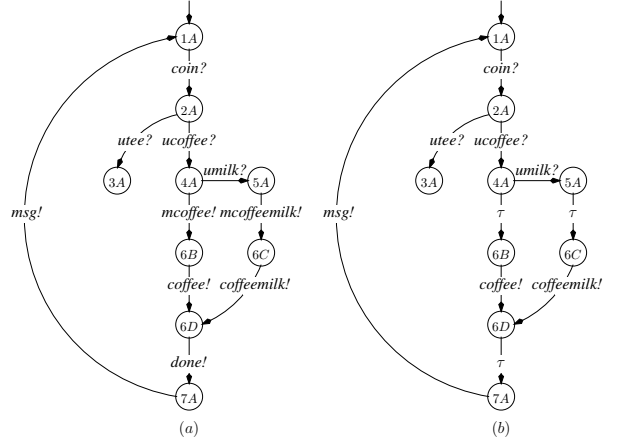 1A 1A
coin? coin?
2A 2A
utee? ucoffee? utee? ucoffee?
umilk? umilk?
3A 4A 5A 3A 4A 5A
msg! mcoffee! mcoffeemilk! msg! τ τ
6B 6C 6B 6C
coffee! coffeemilk! coffee! coffeemilk!
6D 6D
done! τ
7A 7A
(a) (b)